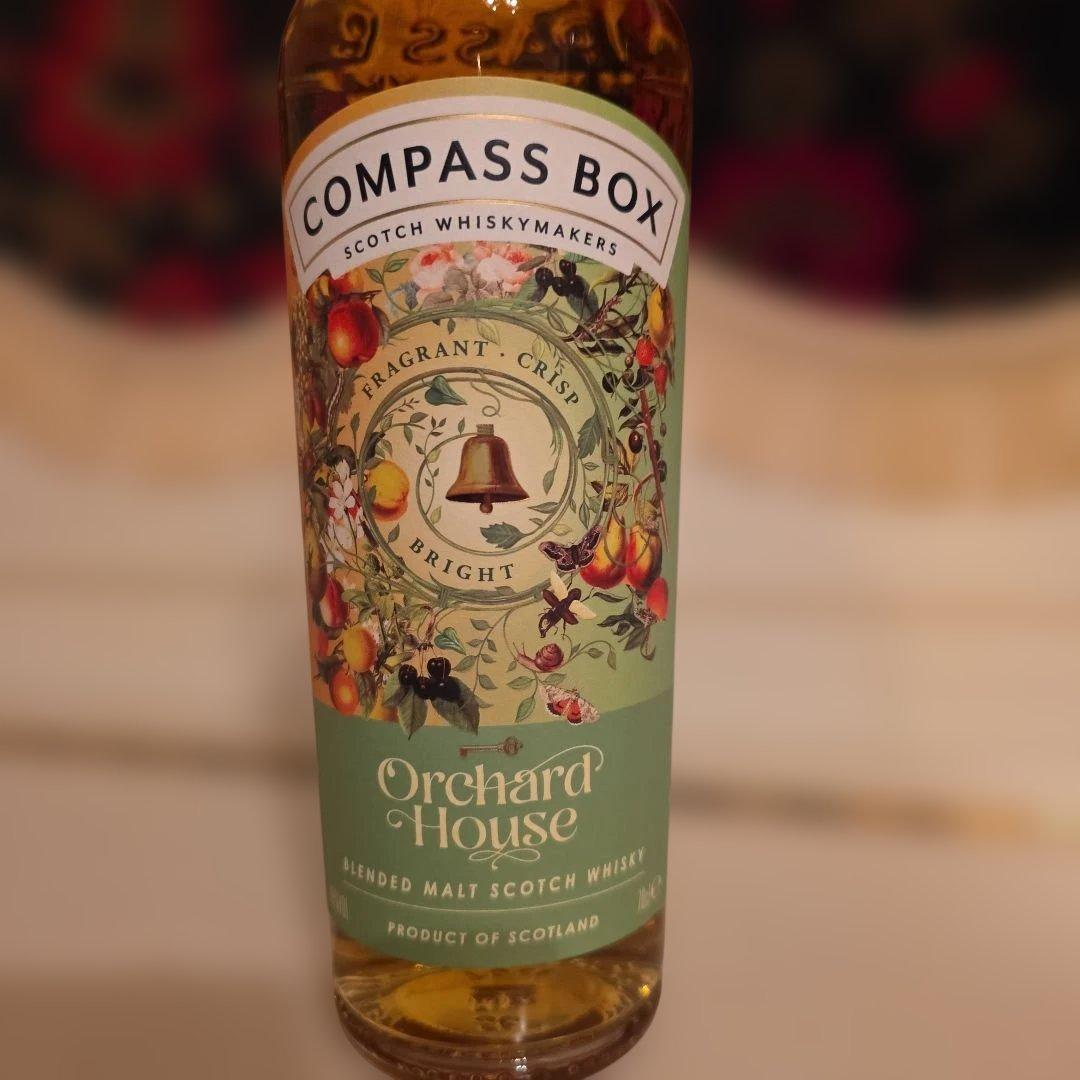 COMPASS BOX
SCOTCH WHISKYMAKERS
FRAGRANT · CRISP
BRIGHT
Orchard
House
BLENDED MALT SCOTCH WHISKY
PRODUCT OF SCOTLAND